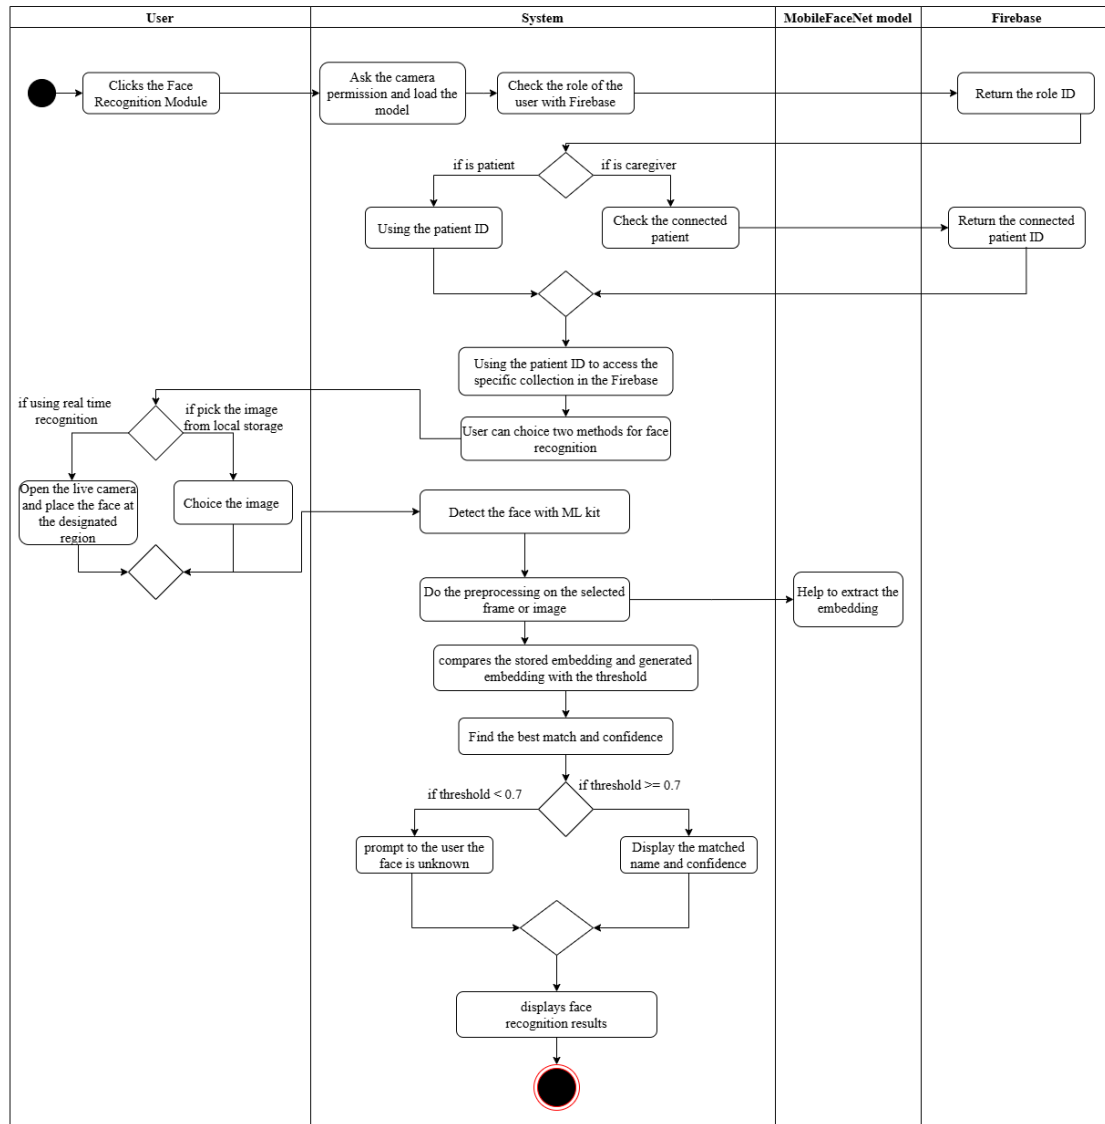 User
System
MobileFaceNet model
Firebase
Clicks the Face
Recognition Module
Ask the camera
permission and load the
model
Check the role of the
user with Firebase
Return the role ID
if is patient
if is caregiver
Using the patient ID
Check the connected
patient
Return the connected
patient ID
Using the patient ID to access the
specific collection in the Firebase
if using real time
recognition
if pick the image
from local storage
User can choice two methods for face
recognition
Open the live camera
and place the face at
the designated
region
Choice the image
Detect the face with ML kit
Do the preprocessing on the selected
frame or image
Help to extract the
embedding
compares the stored embedding and generated
embedding with the threshold
Find the best match and confidence
if threshold < 0.7
if threshold >= 0.7
prompt to the user the
face is unknown
Display the matched
name and confidence
displays face
recognition results